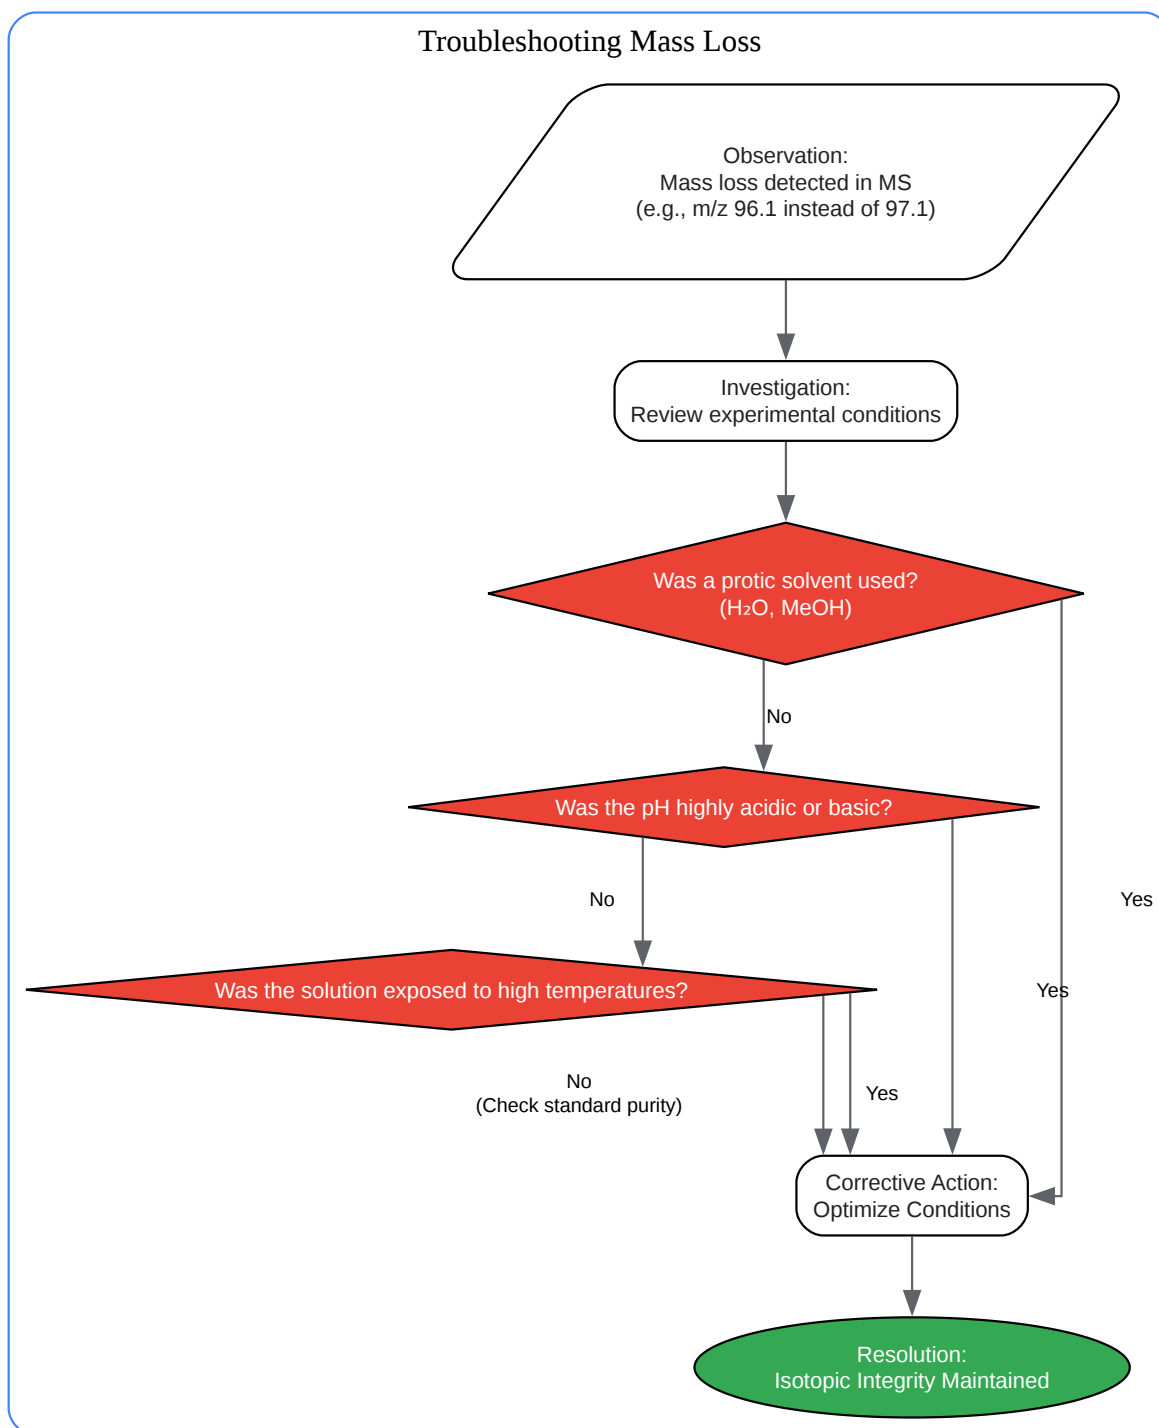 Troubleshooting Mass Loss
Observation:
Mass loss detected in MS
(e.g., m/z 96.1 instead of 97.1)
Investigation:
Review experimental conditions
Was a protic solvent used?
(H₂O, MeOH)
No
Was the pH highly acidic or basic?
No
Yes
Was the solution exposed to high temperatures?
Yes
No
(Check standard purity)
Yes
Corrective Action:
Optimize Conditions
Resolution:
Isotopic Integrity Maintained